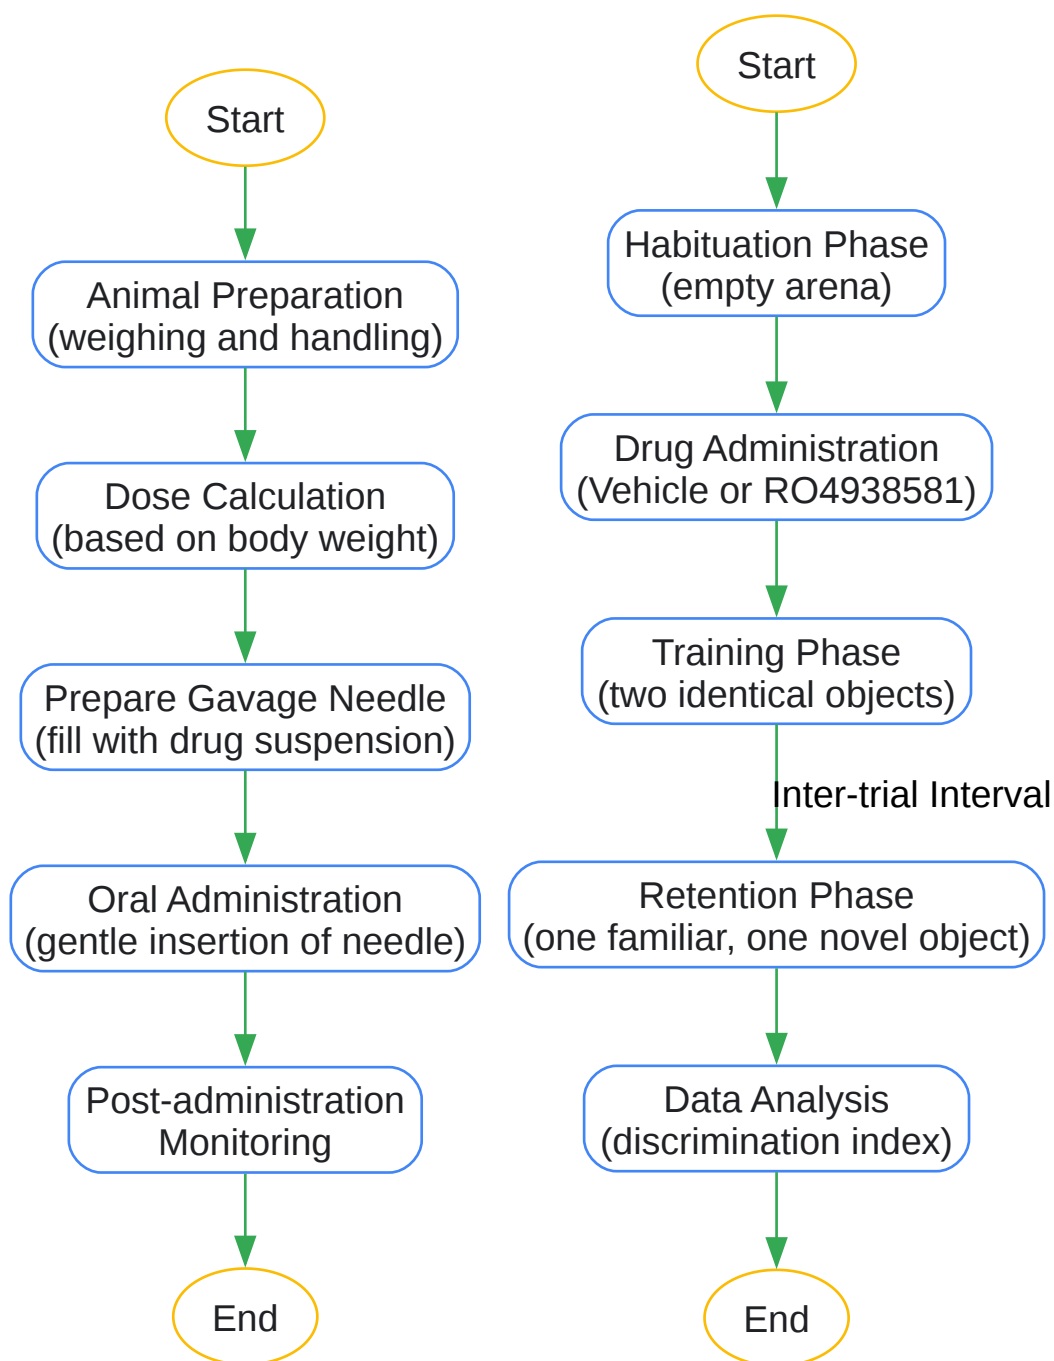 Start
Animal Preparation
(weighing and handling)
Dose Calculation
(based on body weight)
Prepare Gavage Needle
(fill with drug suspension)
Oral Administration
(gentle insertion of needle)
Post-administration
Monitoring
End
Start
Habituation Phase
(empty arena)
Drug Administration
(Vehicle or RO4938581)
Training Phase
(two identical objects)
Inter-trial Interval
Retention Phase
(one familiar, one novel object)
Data Analysis
(discrimination index)
End